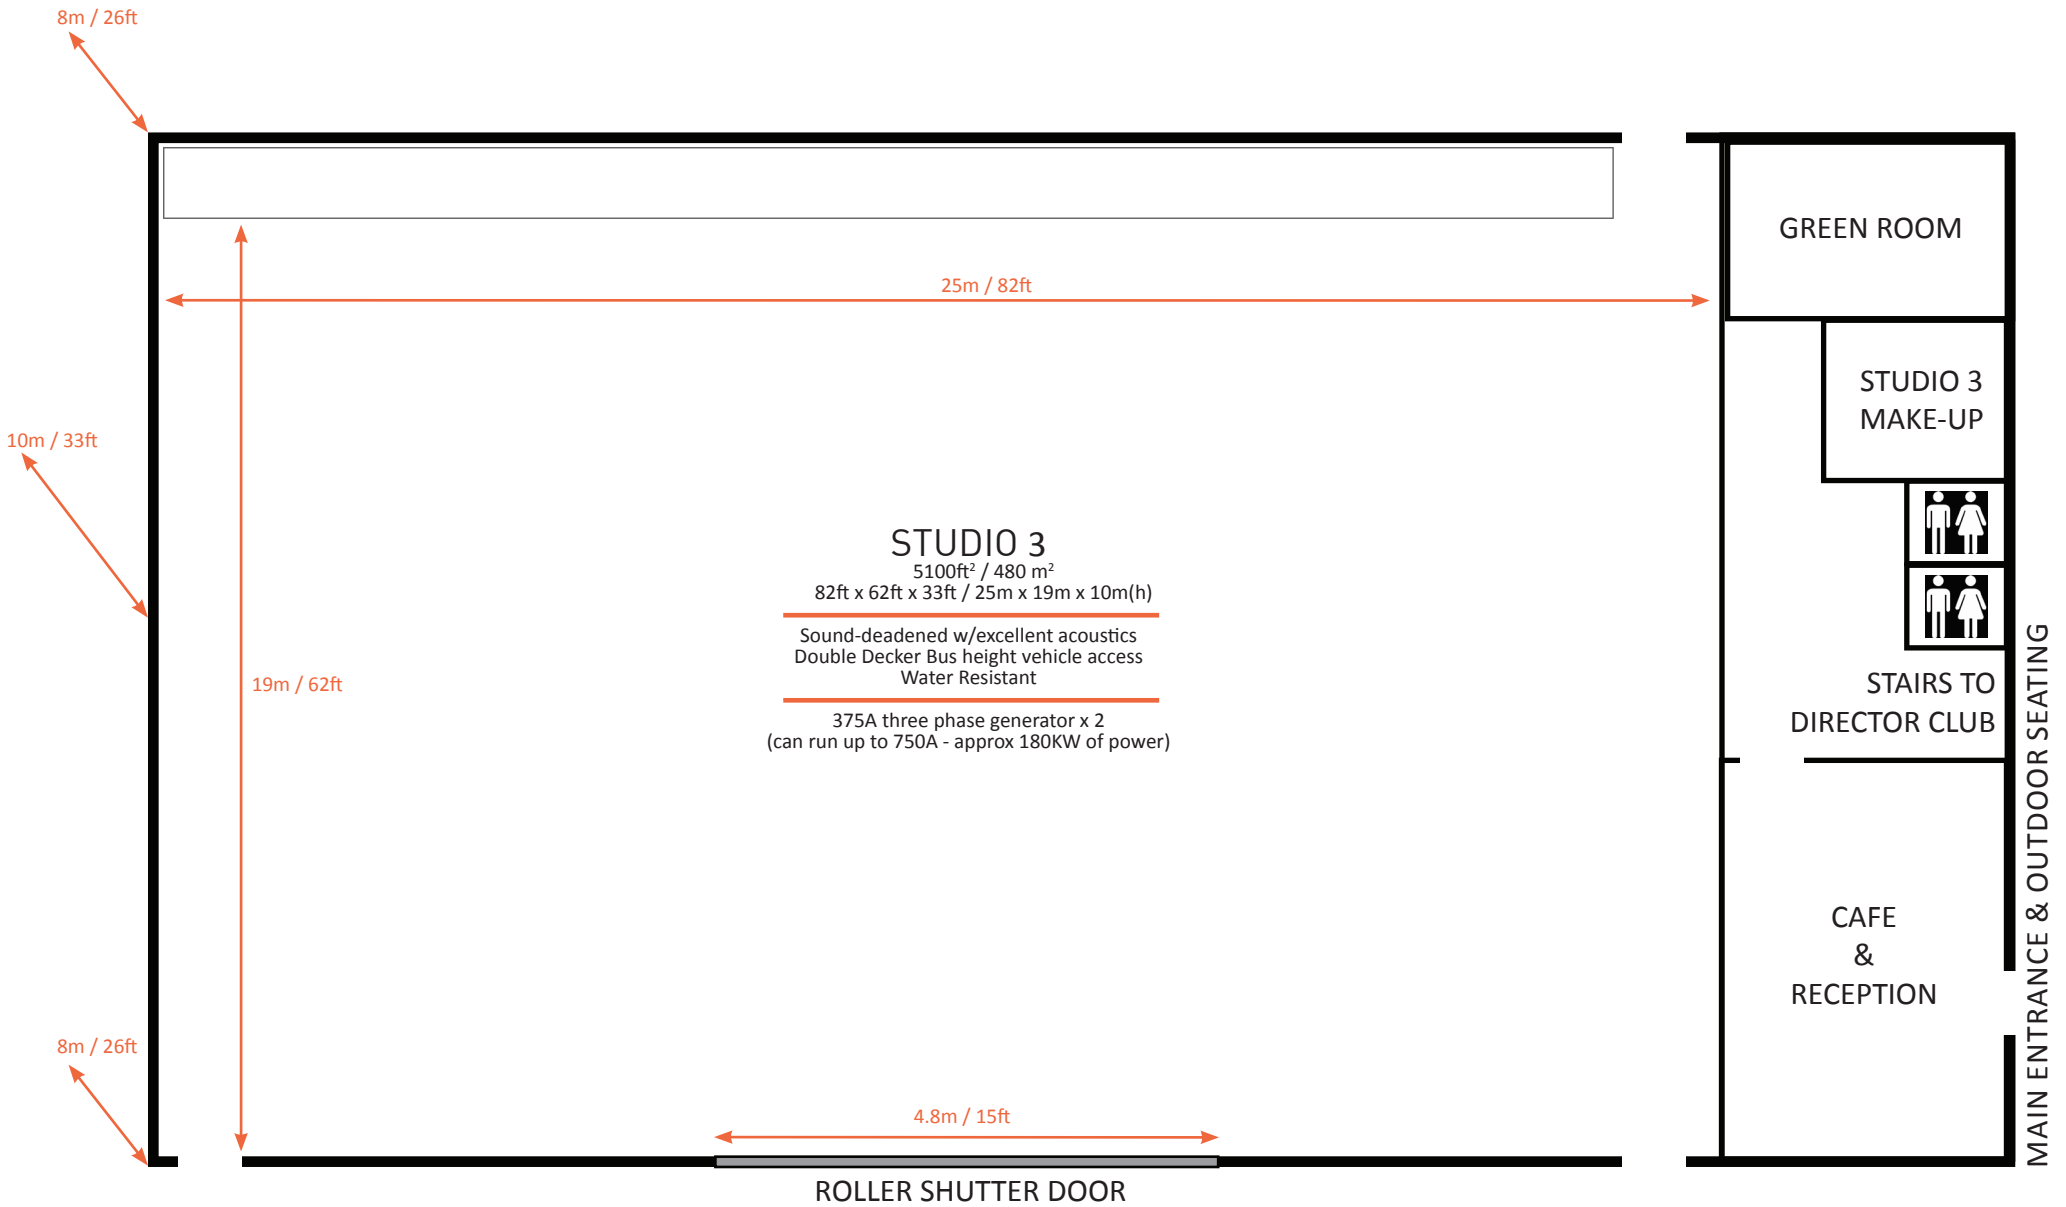 8m / 26ft
25m / 82ft
GREEN ROOM
STUDIO 3
MAKE-UP
10m / 33ft
STUDIO 3
5100ft² / 480 m²
82ft x 62ft x 33ft / 25m x 19m x 10m(h)
Sound-deadened w/excellent acoustics
Double Decker Bus height vehicle access
Water Resistant
375A three phase generator x 2
(can run up to 750A - approx 180KW of power)
19m / 62ft
STAIRS TO
DIRECTOR CLUB
MAIN ENTRANCE & OUTDOOR SEATING
CAFE
&
RECEPTION
8m / 26ft
4.8m / 15ft
ROLLER SHUTTER DOOR